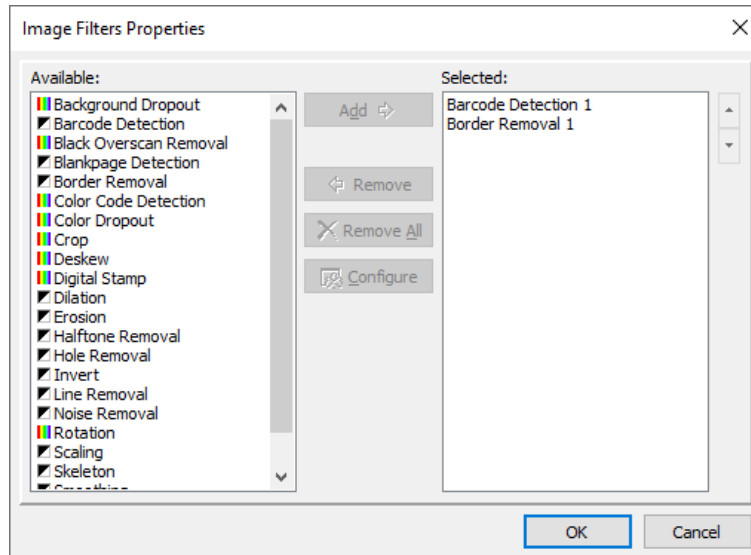 Image Filters Properties
Available:
Background Dropout
Barcode Detection
Black Overscan Removal
Blankpage Detection
Border Removal
Color Code Detection
Color Dropout
Crop
Deskew
Digital Stamp
Dilation
Erosion
Halftone Removal
Hole Removal
Invert
Line Removal
Noise Removal
Rotation
Scaling
Skeleton
Smoothing
Add
Remove
Remove All
Configure
Selected:
Barcode Detection 1
Border Removal 1
OK
Cancel